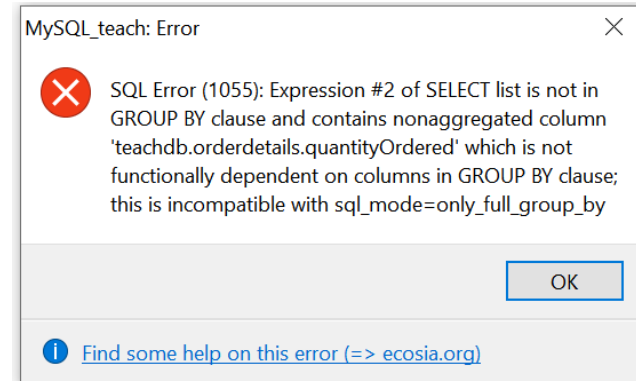 MySQL_teach: Error
SQL Error (1055): Expression #2 of SELECT list is not in
GROUP BY clause and contains nonaggregated column
'teachdb.orderdetails.quantityOrdered' which is not
functionally dependent on columns in GROUP BY clause;
this is incompatible with sql_mode=only_full_group_by
OK
Find some help on this error (=> ecosia.org)